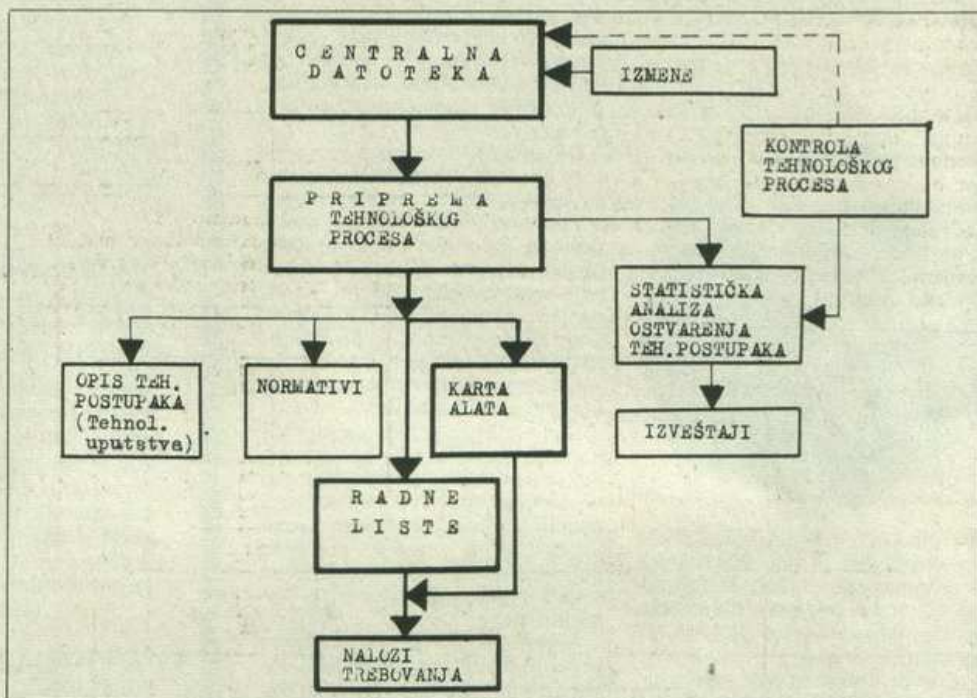 CENTRALNA
DATOTEKA
IZMENE
KONTROLA
TEHNOLOŠKOG
PROCESA
PRIPREMA
TEHNOLOŠKOG
PROCESA
STATISTIČKA
ANALIZA
OSTVARENJA
TEH.POSTUPAKA
OPIS TEH.
POSTUPAKA
(Tehnol.
uputstva)
NORMATIVI
KARTA
ALATA
IZVEŠTAJI
RADNE
LISTE
NALOZI
TREBOVANJA